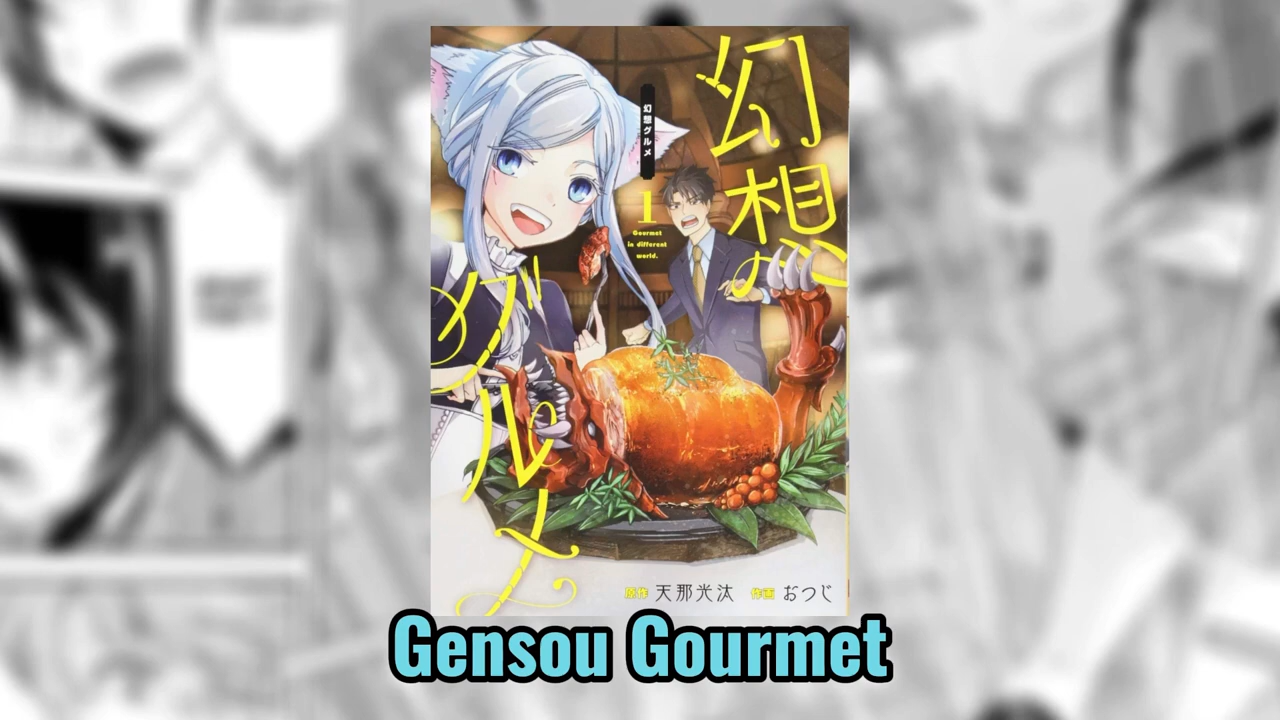 幻想グルメ
幻想グルメ
1
Gourmet
in different
world.
原作 天那光汰 作画 おつじ
Gensou Gourmet